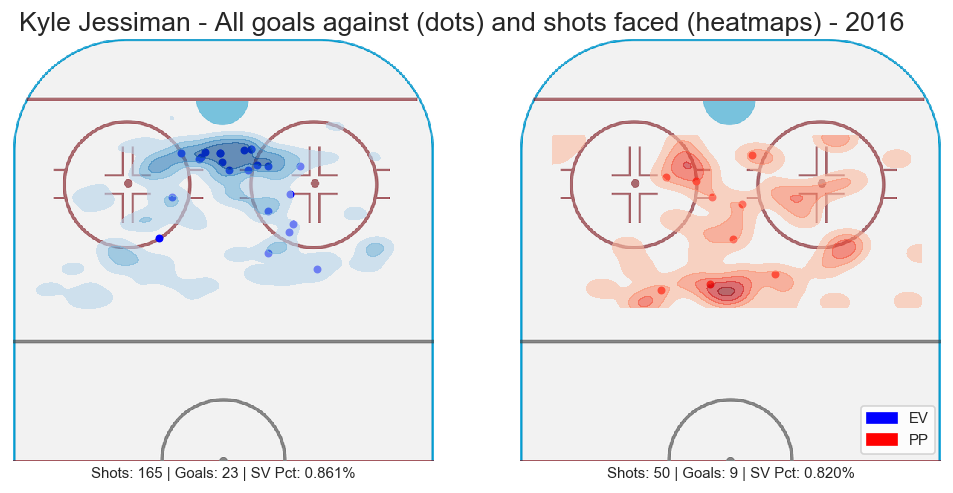 Kyle Jessiman - All goals against (dots) and shots faced (heatmaps) - 2016
EV
PP
Shots: 165 | Goals: 23 | SV Pct: 0.861%
Shots: 50 | Goals: 9 | SV Pct: 0.820%